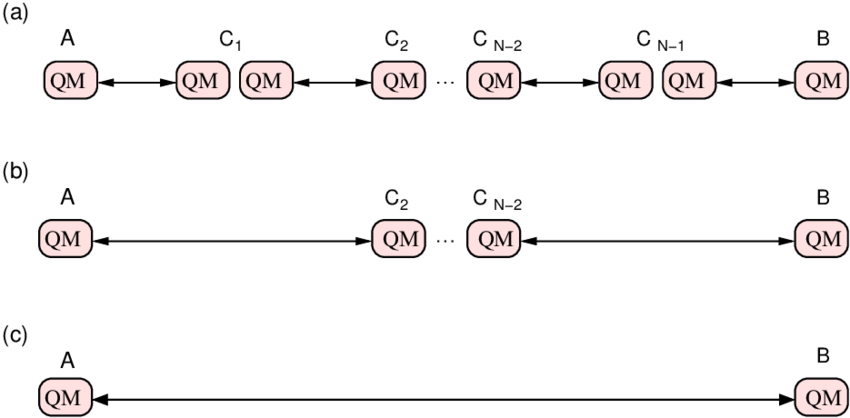 (a)
A C1 C2 C N−2 C N−1 B
QM QM QM QM ... QM QM QM QM
(b)
A C2 C N−2 B
QM QM ... QM QM
(c)
A B
QM QM